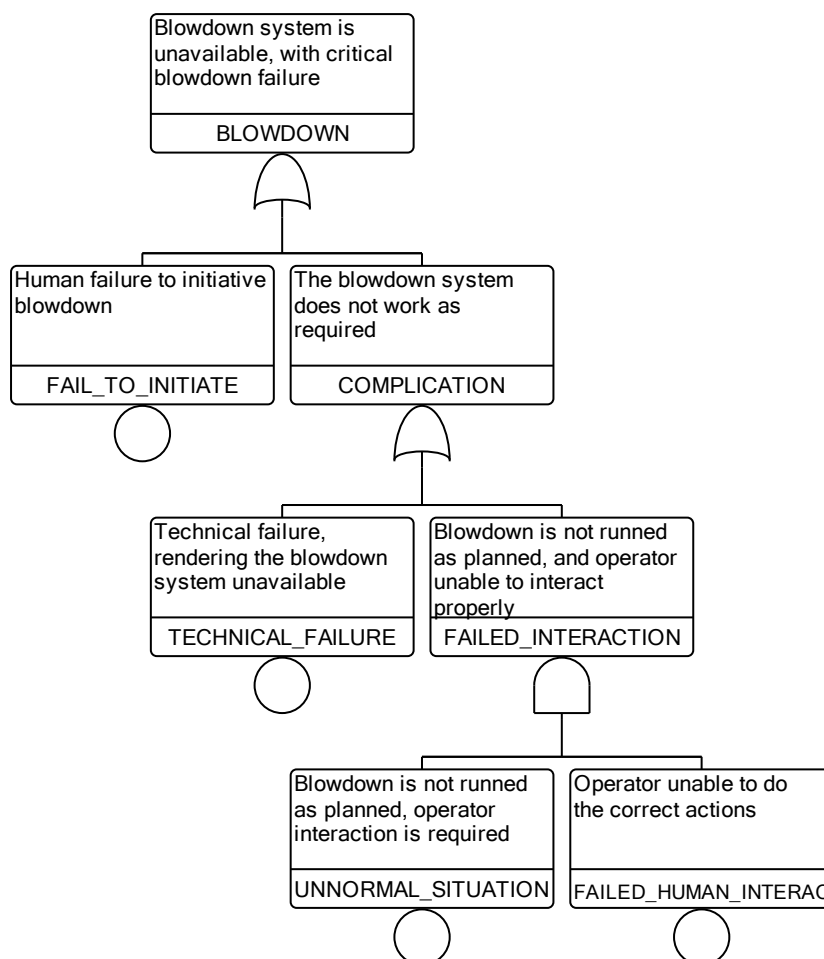 Blowdown system is
unavailable, with critical
blowdown failure
BLOWDOWN
Human failure to initiative
blowdown
FAIL_TO_INITIATE
The blowdown system
does not work as
required
COMPLICATION
Technical failure,
rendering the blowdown
system unavailable
TECHNICAL_FAILURE
Blowdown is not runned
as planned, and operator
unable to interact
properly
FAILED_INTERACTION
Blowdown is not runned
as planned, operator
interaction is required
UNNORMAL_SITUATION
Operator unable to do
the correct actions
FAILED_HUMAN_INTERAC